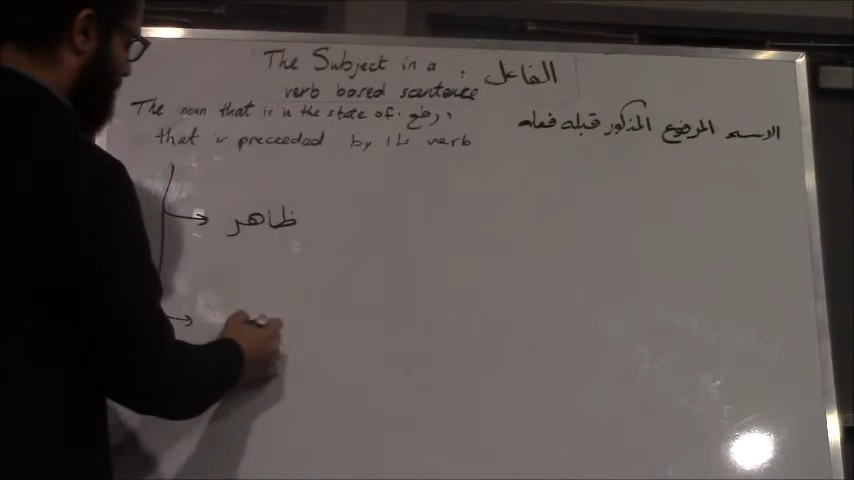 The Subject in a : الفاعل
verb based scentence
The noun that is in the state of رفع,
that is preceeded by its verb
الاسم المرفوع المذكور قبله فعله
ظاهر